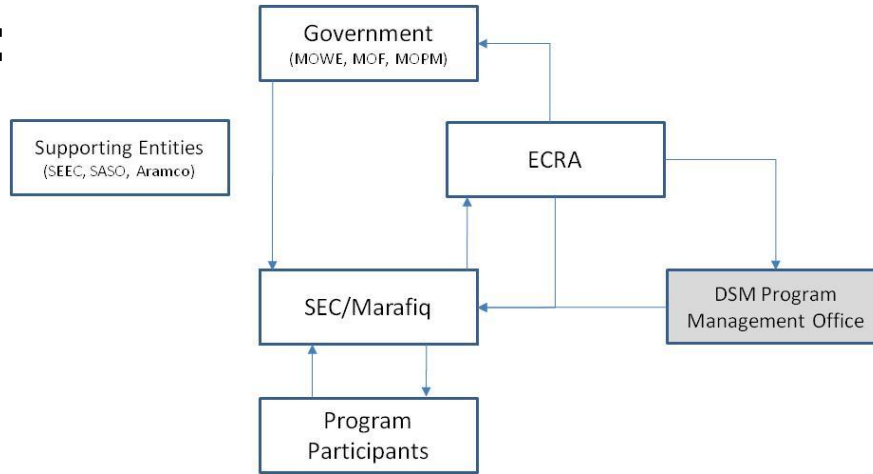 Government
(MOWE, MOF, MOPM)
Supporting Entities
(SEEC, SASO, Aramco)
ECRA
SEC/Marafiq
DSM Program
Management Office
Program
Participants